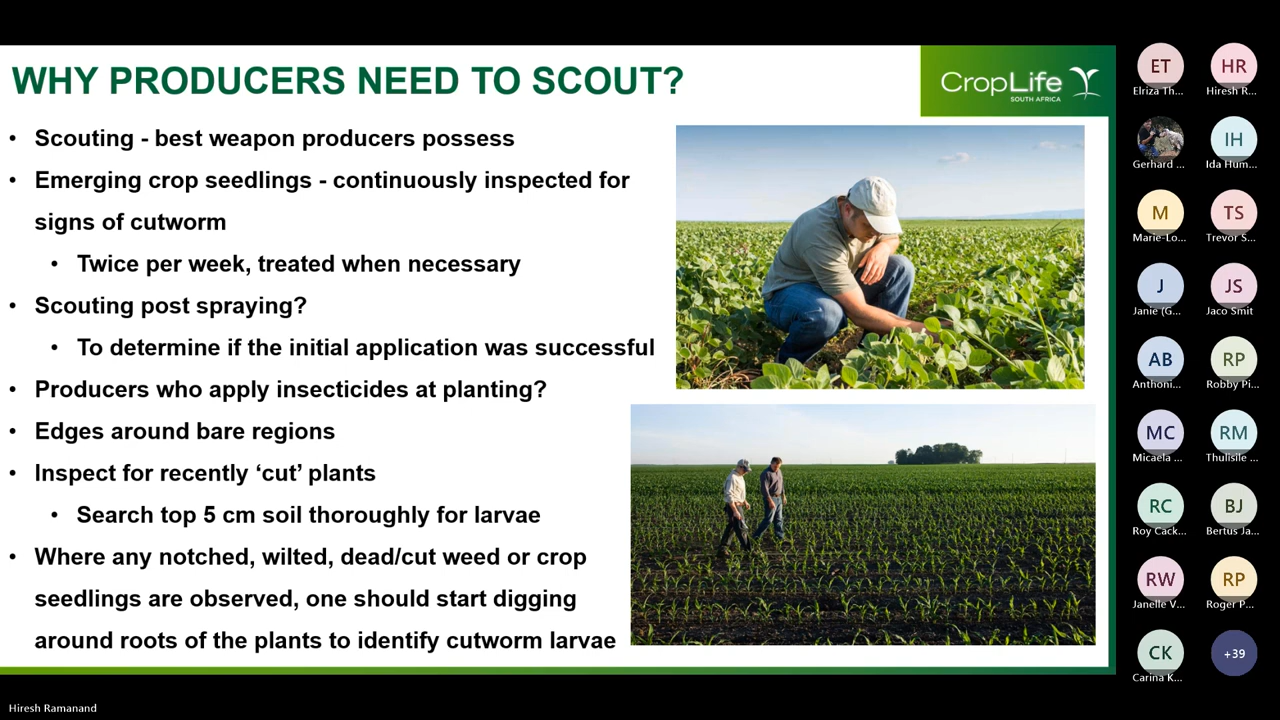 WHY PRODUCERS NEED TO SCOUT?
CropLife
SOUTH AFRICA
• Scouting - best weapon producers possess
• Emerging crop seedlings - continuously inspected for
signs of cutworm
• Twice per week, treated when necessary
• Scouting post spraying?
• To determine if the initial application was successful
• Producers who apply insecticides at planting?
• Edges around bare regions
• Inspect for recently ‘cut’ plants
• Search top 5 cm soil thoroughly for larvae
• Where any notched, wilted, dead/cut weed or crop
seedlings are observed, one should start digging
around roots of the plants to identify cutworm larvae
ET
Elriza Th...
HR
Hiresh R...
Gerhard ...
IH
Ida Hum...
M
Marie-Lo...
TS
Trevor S...
J
Janie (G...
JS
Jaco Smit
AB
Anthoni...
RP
Robby Pi...
MC
Micaela ...
RM
Thulisile ...
RC
Roy Cack...
BJ
Bertus Ja...
RW
Janelle V...
RP
Roger P...
CK
Carina K...
+39
Hiresh Ramanand